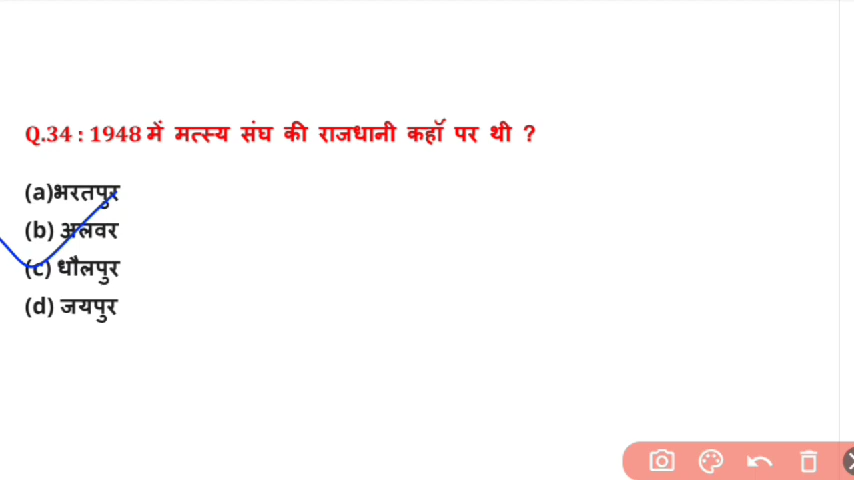 Q.34 : 1948 में मत्स्य संघ की राजधानी कहॉ पर थी ?
(a)भरतपुर
(b) अलवर
(c) धौलपुर
(d) जयपुर